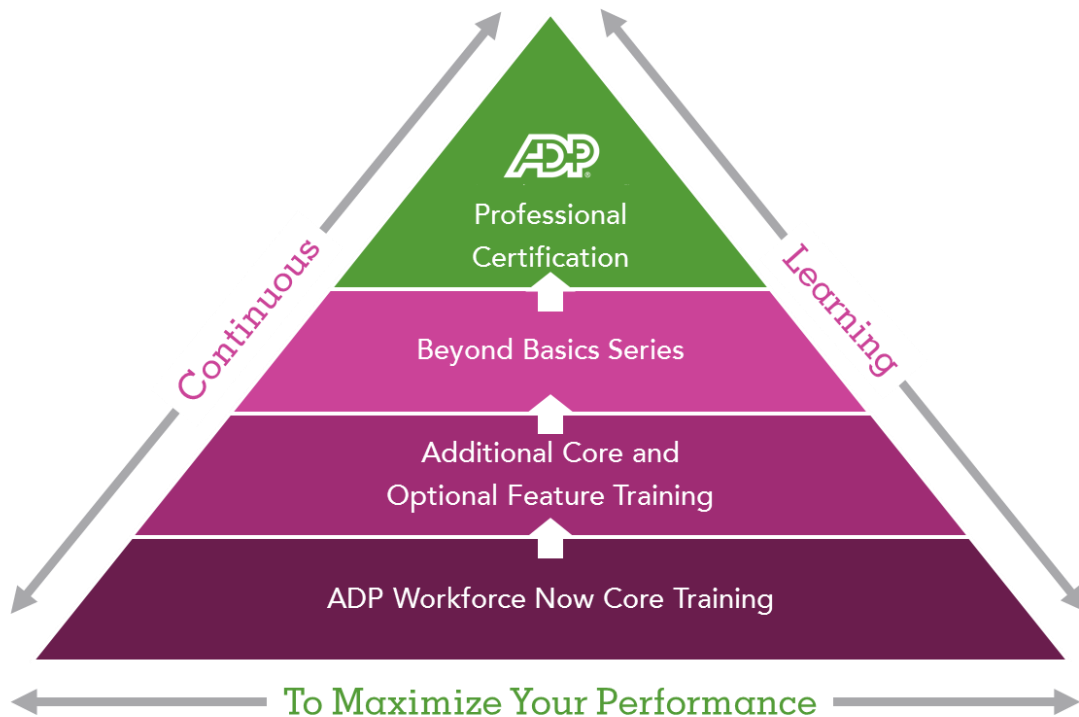 ADP
Professional
Certification
Continuous
Learning
Beyond Basics Series
Additional Core and
Optional Feature Training
ADP Workforce Now Core Training
To Maximize Your Performance